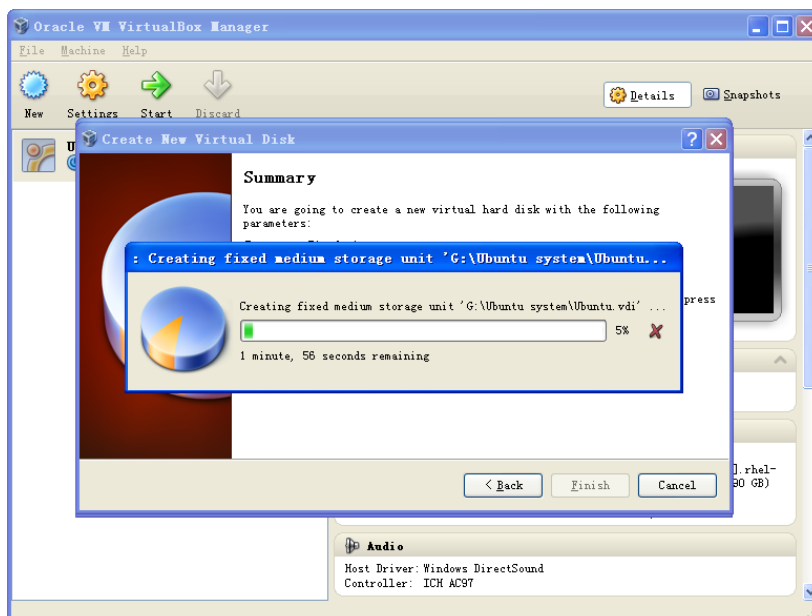 Oracle VM VirtualBox Manager
File Machine Help
New Settings Start Discard
Details Snapshots
Create New Virtual Disk
Summary
You are going to create a new virtual hard disk with the following
parameters:
: Creating fixed medium storage unit 'G:\Ubuntu system\Ubuntu...
press
Creating fixed medium storage unit 'G:\Ubuntu system\Ubuntu.vdi' ...
5%
1 minute, 56 seconds remaining
].rhel-
90 GB)
< Back Finish Cancel
Audio
Host Driver: Windows DirectSound
Controller: ICH AC97